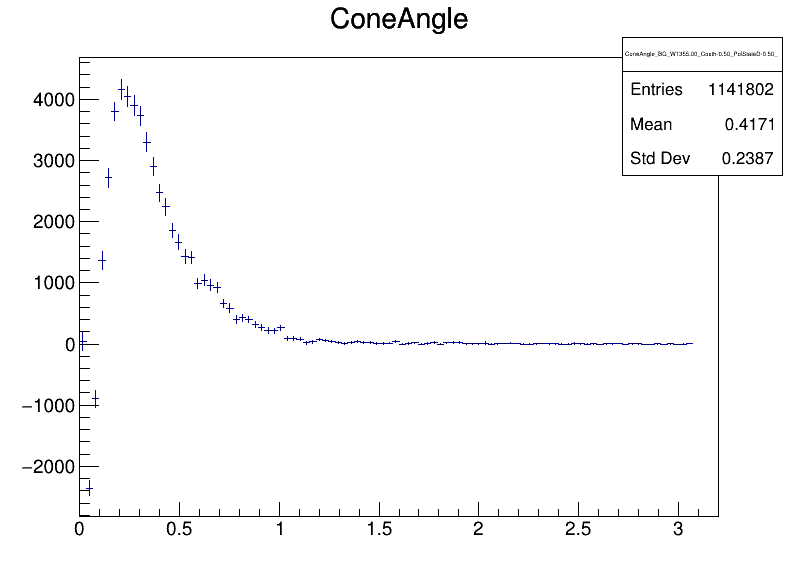 ConeAngle
ConeAngle_BG_W1355.00_Costh-0.50_PolStateD-0.50_
Entries 1141802
Mean 0.4171
Std Dev 0.2387
4000
3000
2000
1000
0
−1000
−2000
0 0.5 1 1.5 2 2.5 3